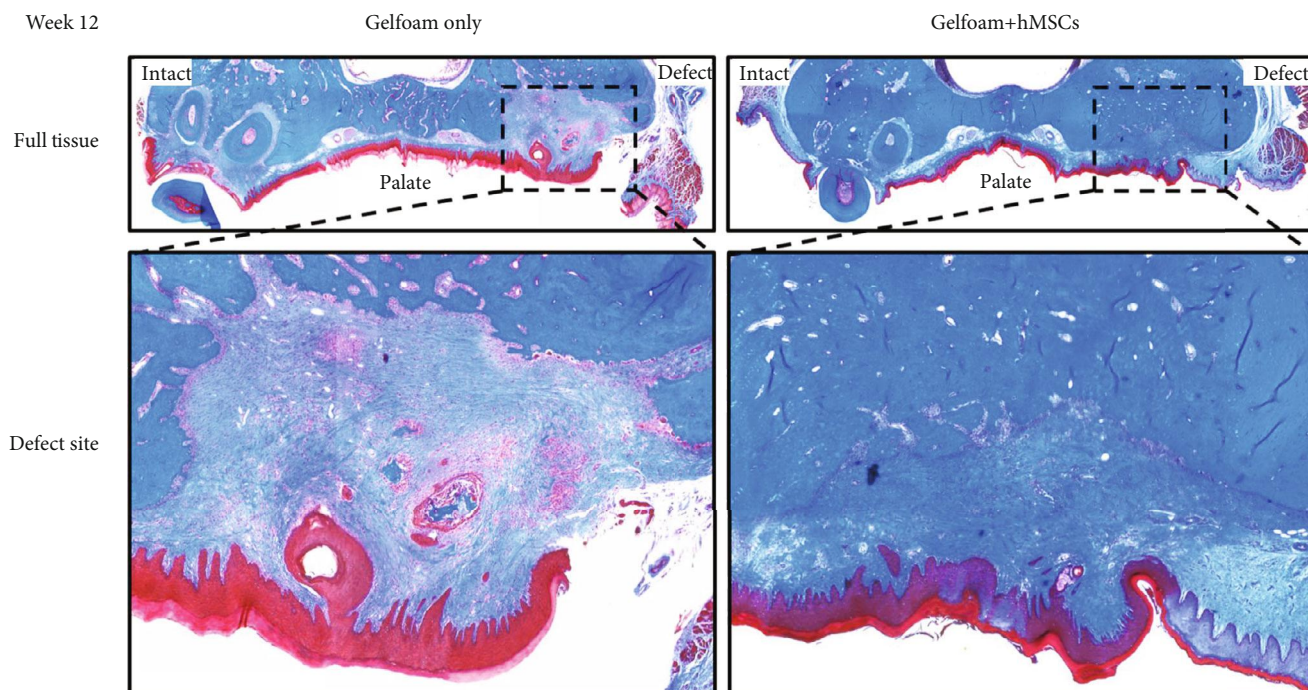 Week 12
Gelfoam only
Gelfoam+hMSCs
Full tissue
Intact
Defect
Palate
Intact
Defect
Palate
Defect site